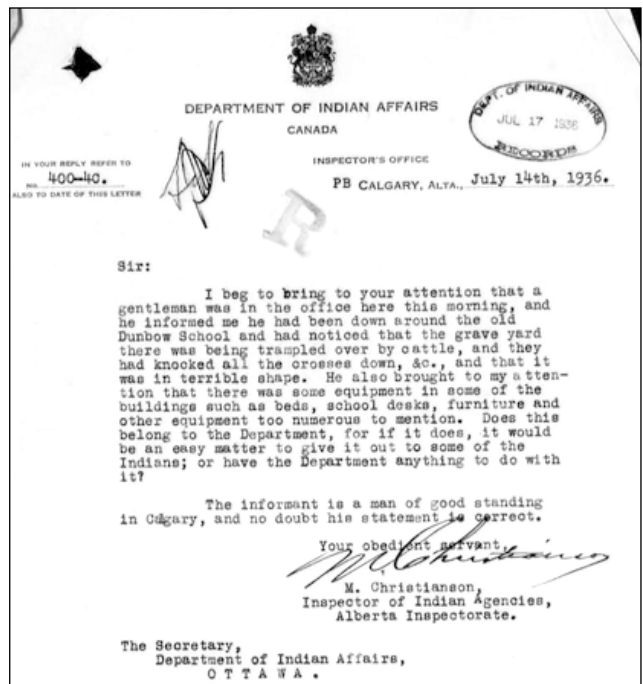 DEPARTMENT OF INDIAN AFFAIRS
CANADA
DEPT. OF INDIAN AFFAIRS
JUL 17 1936
RECORDS
IN YOUR REPLY REFER TO
NO. 400-40.
ALSO TO DATE OF THIS LETTER
INSPECTOR'S OFFICE
PB CALGARY, ALTA., July 14th, 1936.
R
Sir:
I beg to bring to your attention that a
gentleman was in the office here this morning, and
he informed me he had been down around the old
Dunbow School and had noticed that the grave yard
there was being trampled over by cattle, and they
had knocked all the crosses down, &c., and that it
was in terrible shape. He also brought to my atten-
tion that there was some equipment in some of the
buildings such as beds, school desks, furniture and
other equipment too numerous to mention. Does this
belong to the Department, for if it does, it would
be an easy matter to give it out to some of the
Indians; or have the Department anything to do with
it?
The informant is a man of good standing
in Calgary, and no doubt his statement is correct.
Your obedient servant,
M. Christianson
M. Christianson,
Inspector of Indian Agencies,
Alberta Inspectorate.
The Secretary,
Department of Indian Affairs,
O T T A W A .